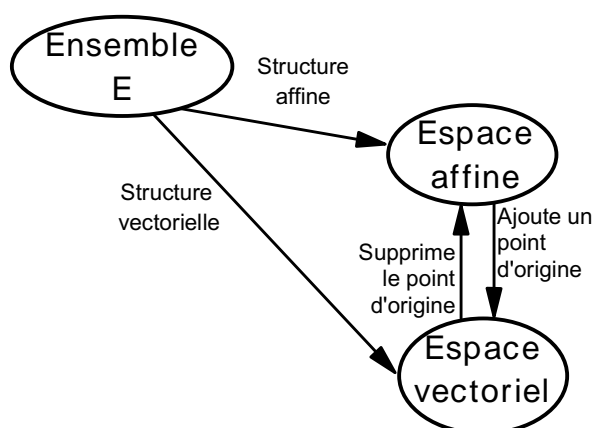 Ensemble
E
Structure
affine
Espace
affine
Structure
vectorielle
Ajoute un
point
d'origine
Supprime
le point
d'origine
Espace
vectoriel